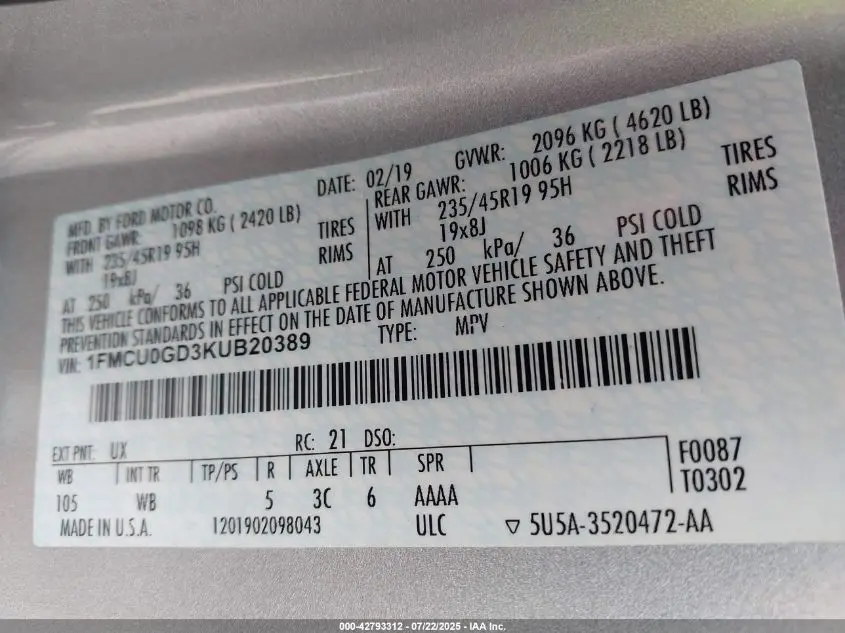 MFD. BY FORD MOTOR CO.
DATE: 02/19
GVWR: 2096 KG ( 4620 LB)
FRONT GAWR: 1098 KG ( 2420 LB)
WITH 235/45R19 95H TIRES
19x8J RIMS
AT 250 kPa/ 36 PSI COLD
REAR GAWR: 1006 KG ( 2218 LB)
WITH 235/45R19 95H TIRES
19x8J RIMS
AT 250 kPa/ 36 PSI COLD
THIS VEHICLE CONFORMS TO ALL APPLICABLE FEDERAL MOTOR VEHICLE SAFETY AND THEFT
PREVENTION STANDARDS IN EFFECT ON THE DATE OF MANUFACTURE SHOWN ABOVE.
VIN: 1FMCU0GD3KUB20389 TYPE: MPV
EXT PNT: UX RC: 21 DSO:
WB INT TR TP/PS R AXLE TR SPR
105 WB 5 3C 6 AAAA
F0087
T0302
MADE IN U.S.A. 1201902098043 ULC ▽ 5U5A-3520472-AA
000-42793312 - 07/22/2025 - IAA Inc.